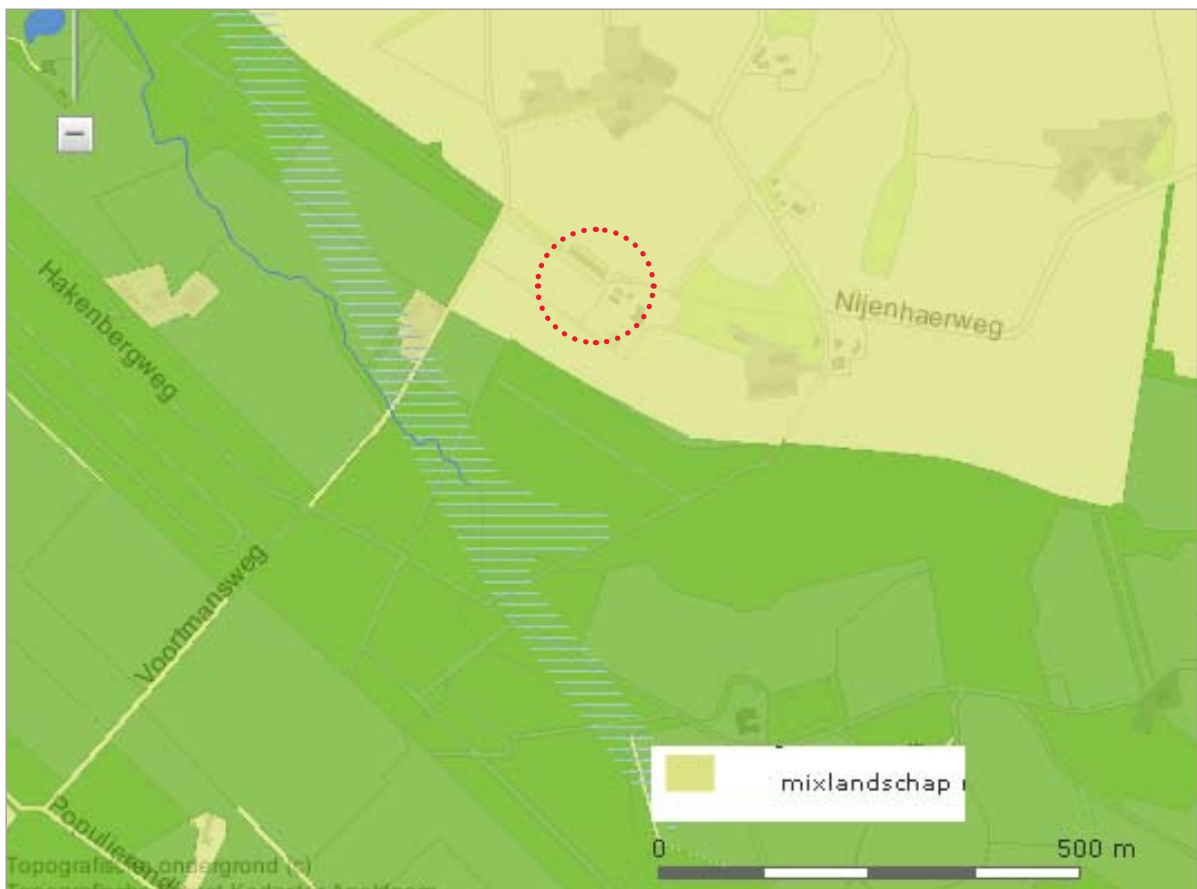 Nijenhaerweg
Hakenbergweg
Voortmansweg
mixlandschap
0 500 m
Topografische ondergrond (c)